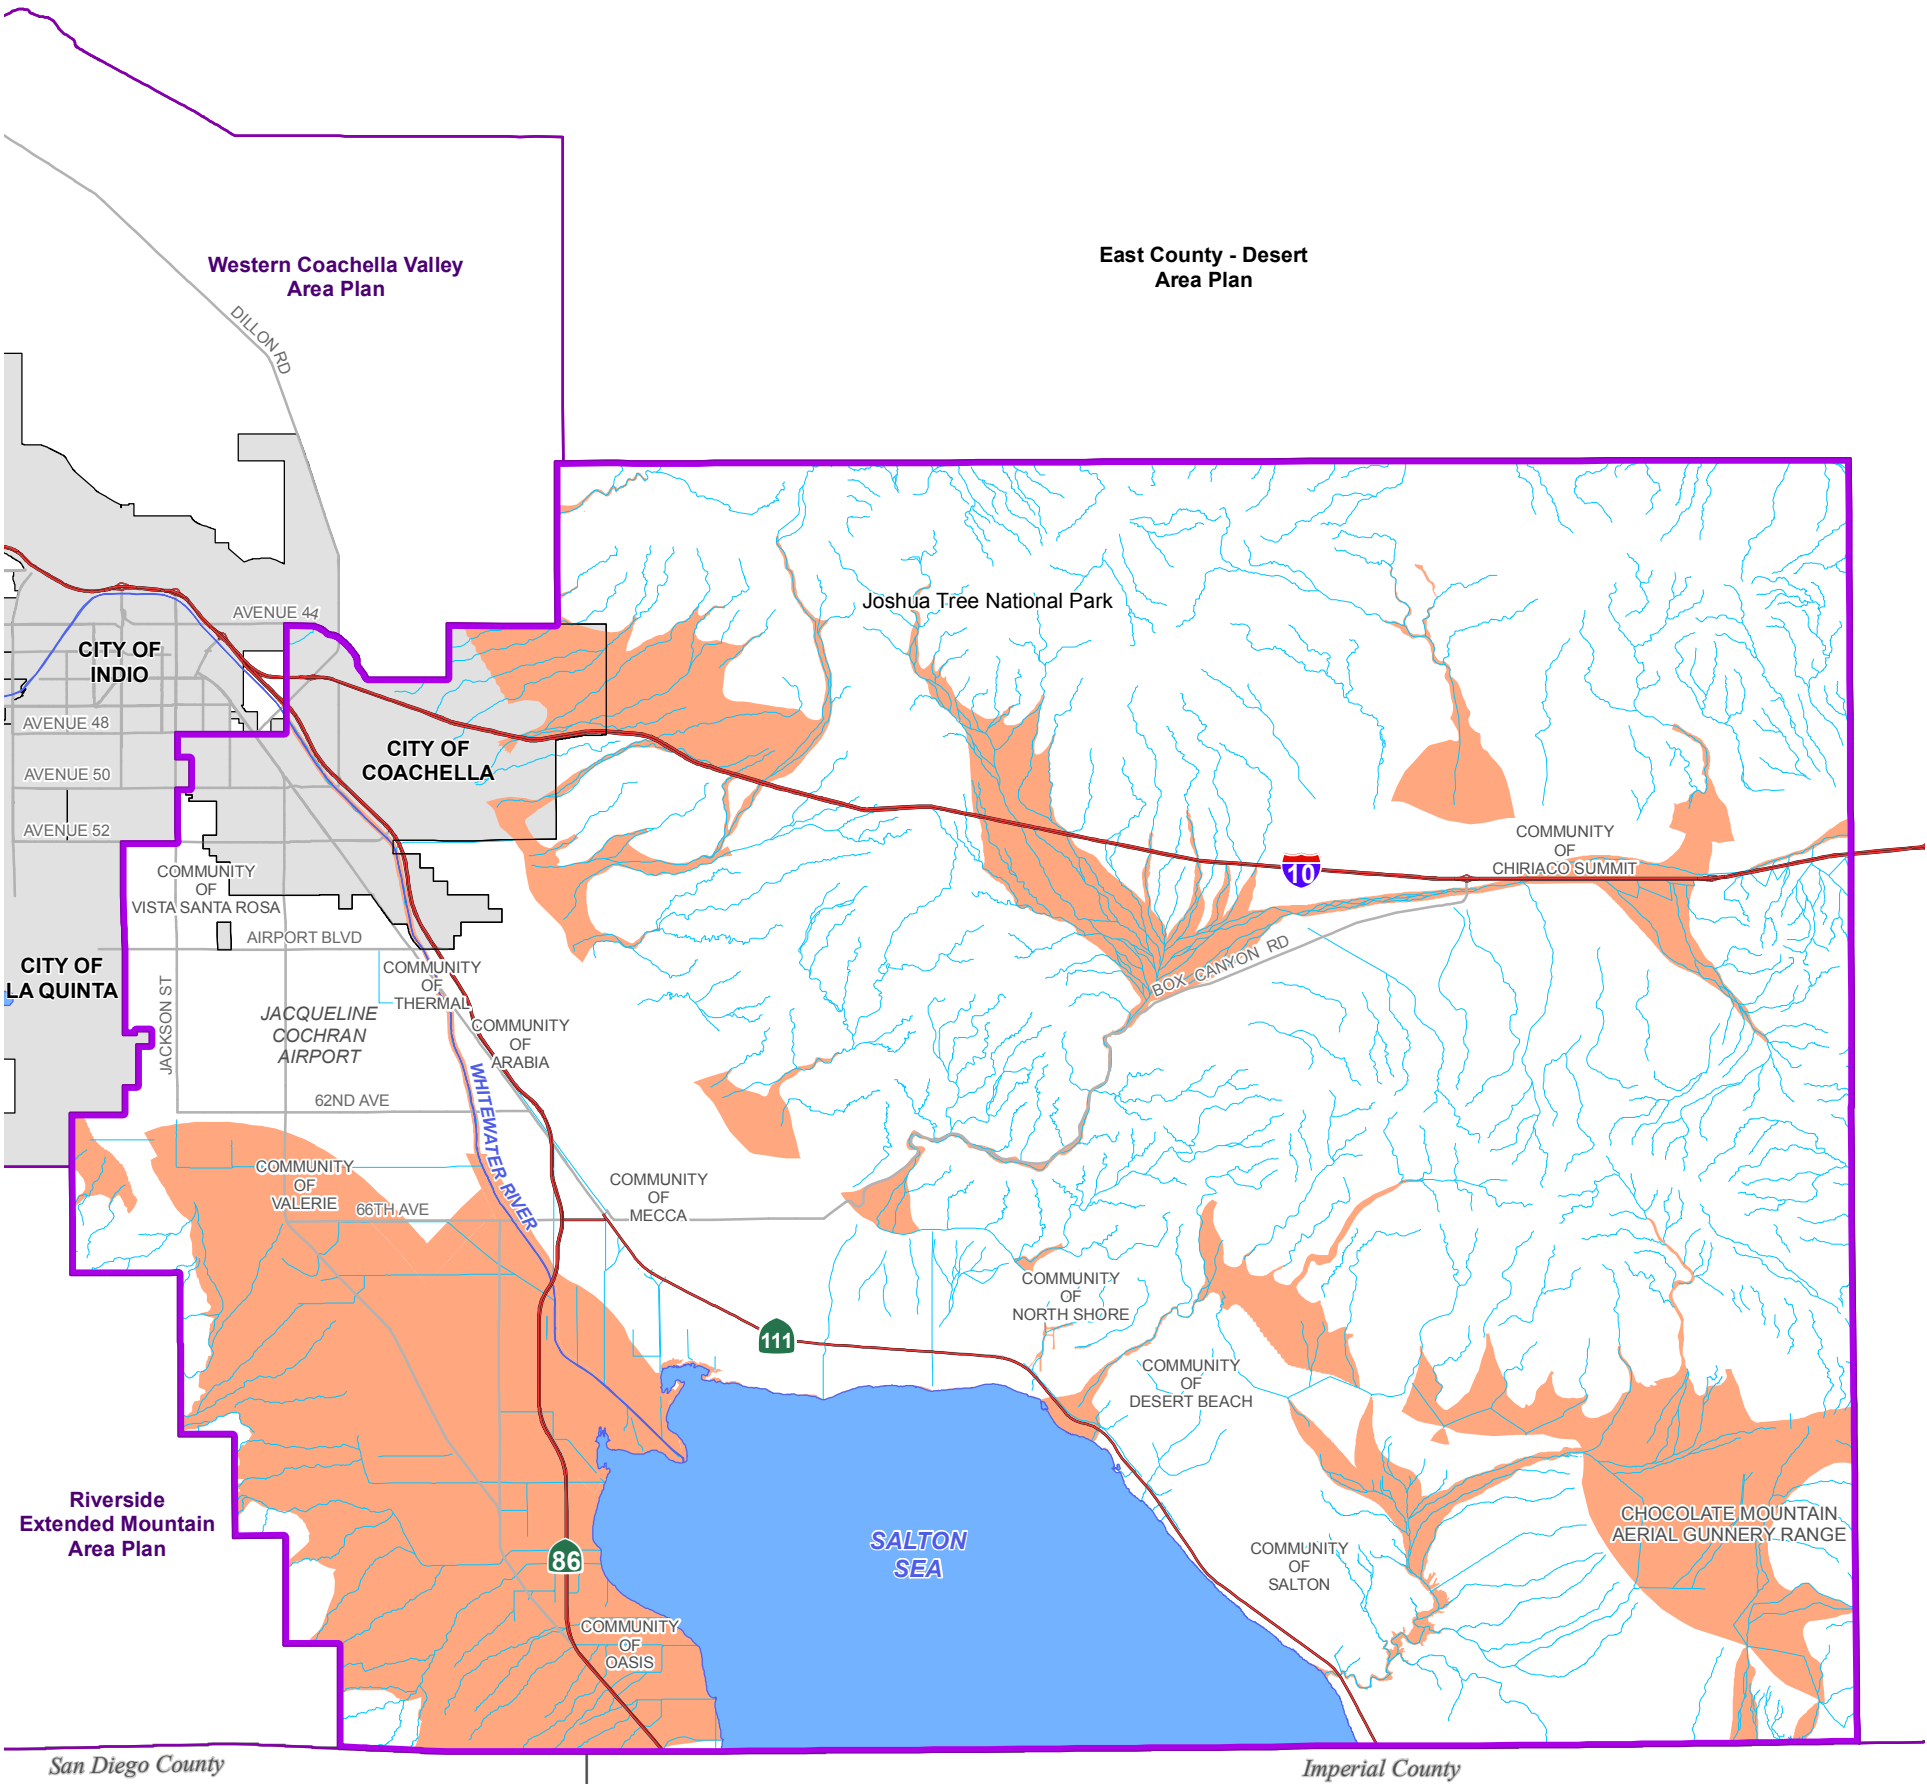 Western Coachella Valley
Area Plan
East County - Desert
Area Plan
DILLON RD
AVENUE 44
Joshua Tree National Park
CITY OF
INDIO
AVENUE 48
CITY OF
COACHELLA
AVENUE 50
AVENUE 52
COMMUNITY
OF
CHIRIACO SUMMIT
10
COMMUNITY
OF
VISTA SANTA ROSA
AIRPORT BLVD
CITY OF
LA QUINTA
COMMUNITY
OF
THERMAL
BOX CANYON RD
JACKSON ST
JACQUELINE
COCHRAN
AIRPORT
COMMUNITY
OF
ARABIA
WHITEWATER RIVER
62ND AVE
COMMUNITY
OF
VALERIE
COMMUNITY
OF
MECCA
66TH AVE
COMMUNITY
OF
NORTH SHORE
111
COMMUNITY
OF
DESERT BEACH
Riverside
Extended Mountain
Area Plan
CHOCOLATE MOUNTAIN
AERIAL GUNNERY RANGE
SALTON
SEA
86
COMMUNITY
OF
SALTON
COMMUNITY
OF
OASIS
San Diego County
Imperial County